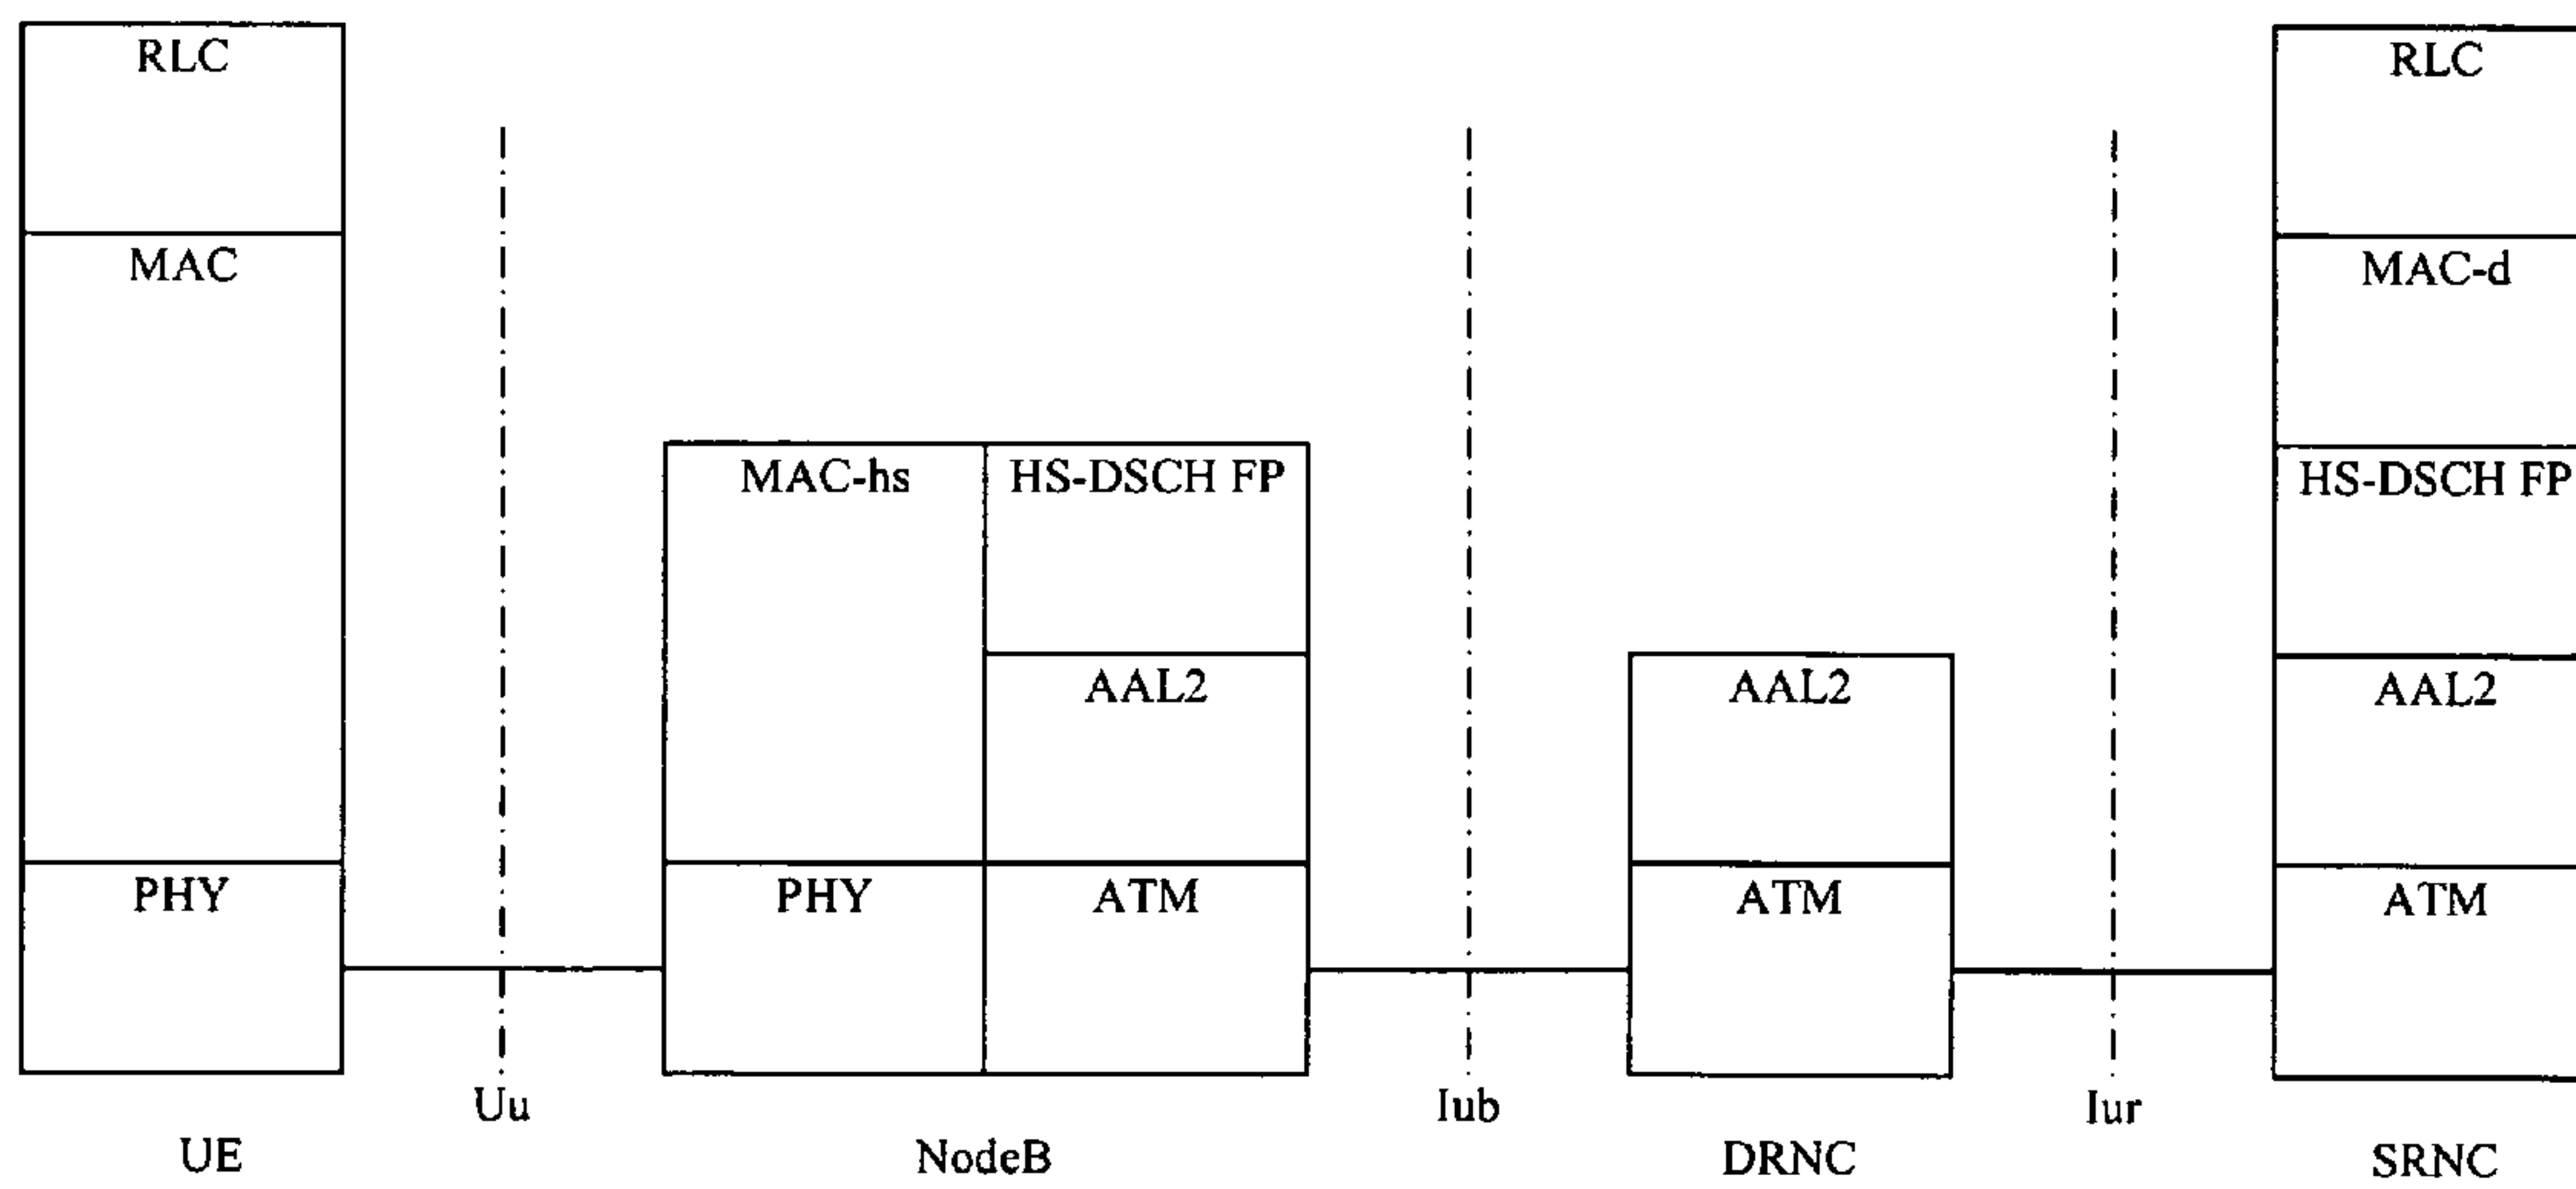 RLC
MAC
PHY
UE
Uu
MAC-hs
HS-DSCH FP
AAL2
PHY
ATM
NodeB
Iub
AAL2
ATM
DRNC
Iur
RLC
MAC-d
HS-DSCH FP
AAL2
ATM
SRNC